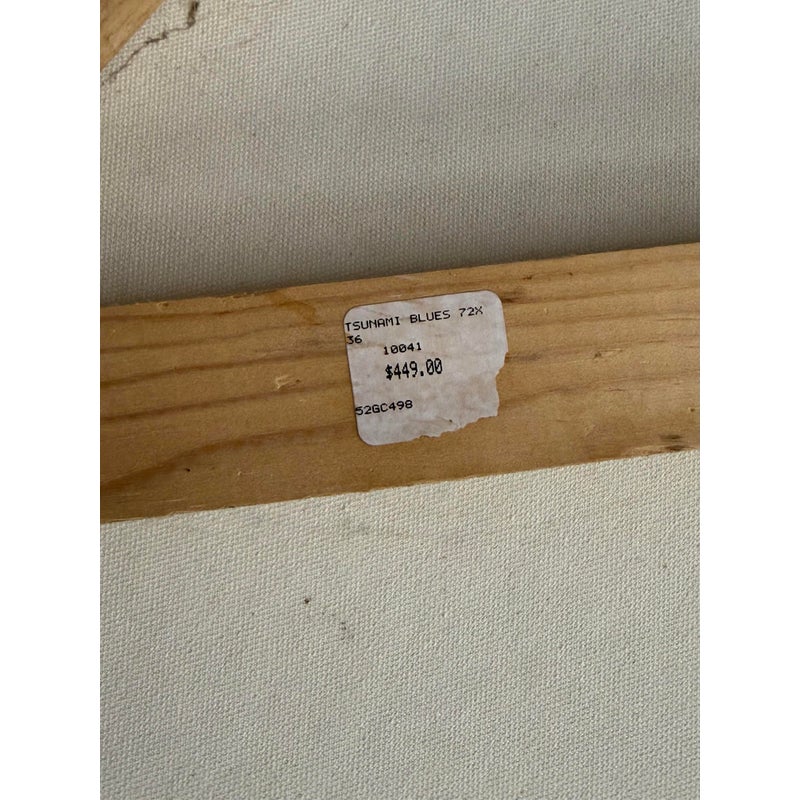 TSUNAMI BLUES 72X
36
10041
$449.00
52GC498